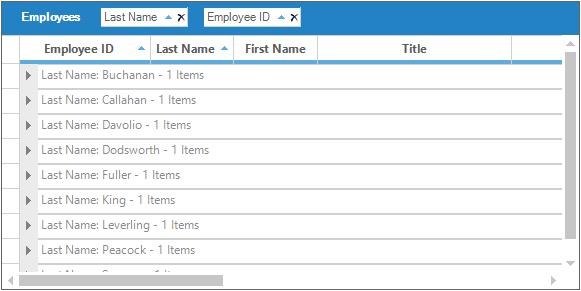 Employees Last Name Employee ID
Employee ID Last Name First Name Title
Last Name: Buchanan - 1 Items
Last Name: Callahan - 1 Items
Last Name: Davolio - 1 Items
Last Name: Dodsworth - 1 Items
Last Name: Fuller - 1 Items
Last Name: King - 1 Items
Last Name: Leverling - 1 Items
Last Name: Peacock - 1 Items